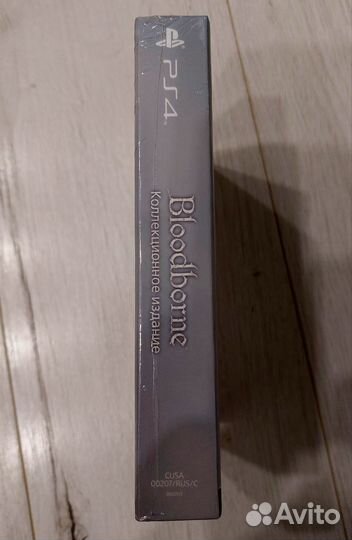 PS4
Bloodborne
Коллекционное издание
CUSA
00207/RUS/C
Avito